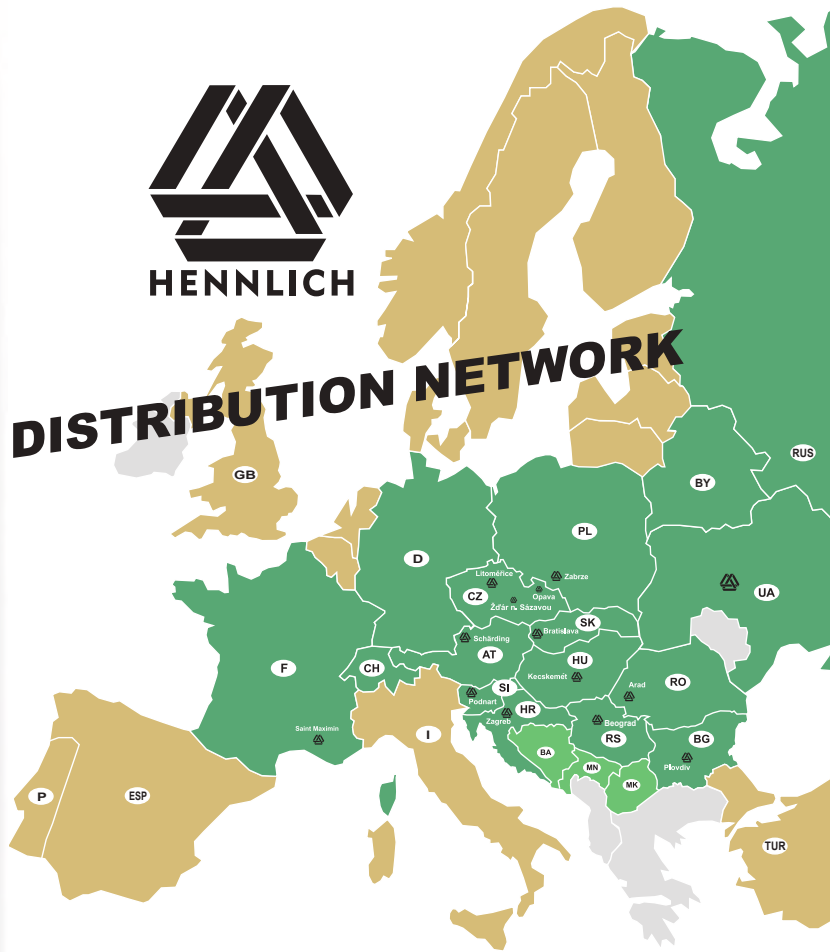 HENNLICH
DISTRIBUTION NETWORK
RUS
GB
BY
PL
D
Litoměřice
Zabrze
UA
CZ
Opava
Žďár n. Sázavou
SK
Bratislava
Schärding
AT
HU
F
CH
Kecskemét
RO
SI
Arad
Podnart
HR
Zagreb
Beograd
Saint Maximin
I
RS
BG
BA
Plovdiv
MN
MK
P
ESP
TUR